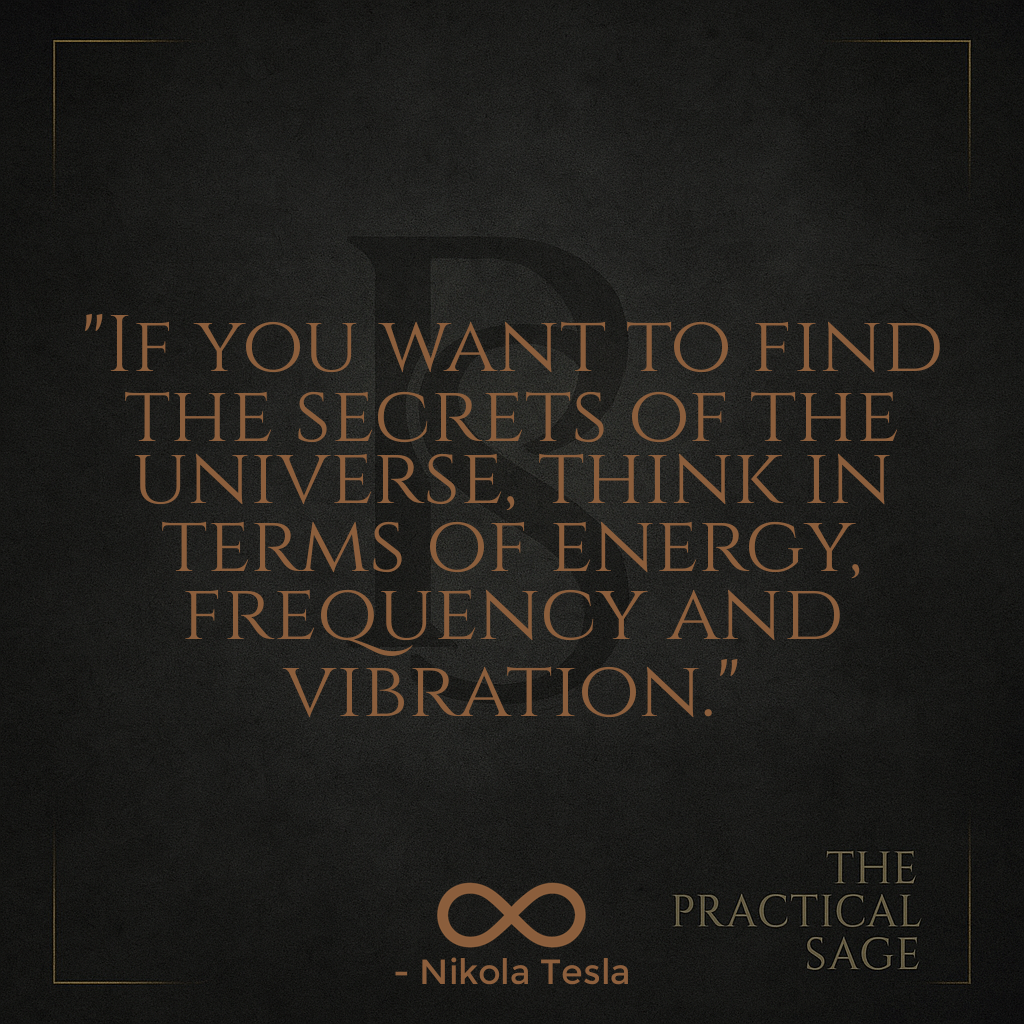 "If you want to find
the secrets of the
universe, think in
terms of energy,
frequency and
vibration."
- Nikola Tesla
THE
PRACTICAL
SAGE
PS